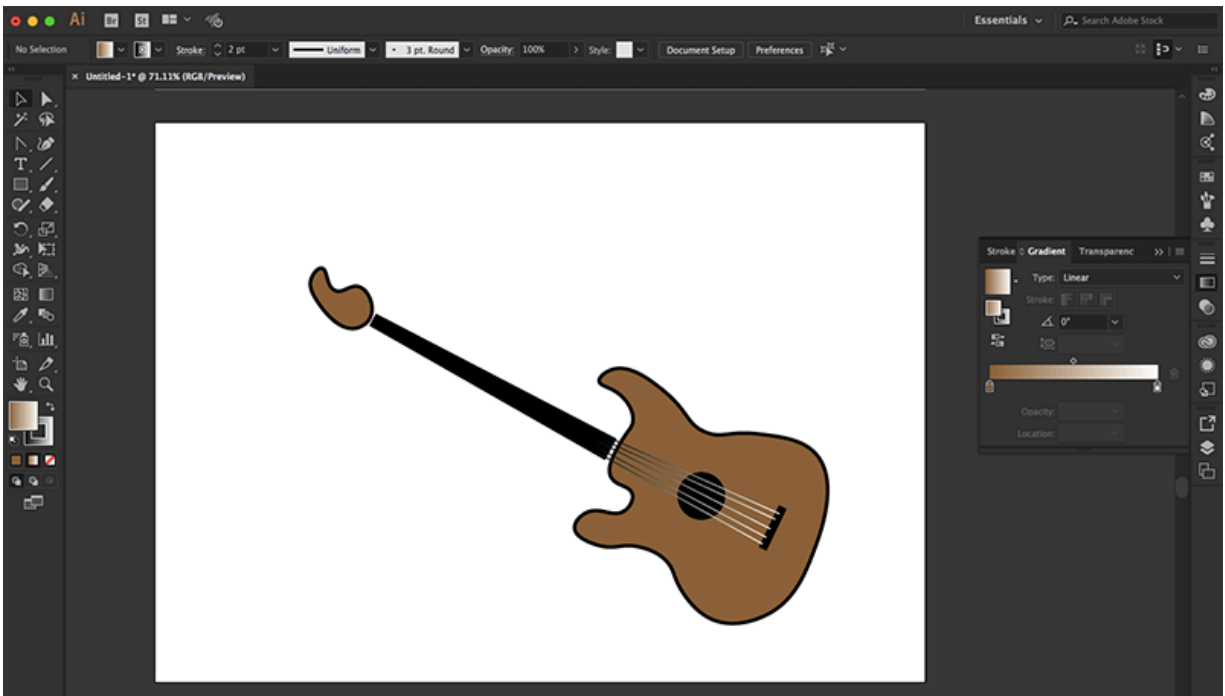 Ai Br St Essentials Search Adobe Stock
No Selection Stroke: 2 pt Uniform 3 pt. Round Opacity: 100% Style: Document Setup Preferences
× Untitled-1* @ 71.11% (RGB/Preview)
Stroke Gradient Transparenc
Type: Linear
Stroke:
0°
Opacity:
Location: